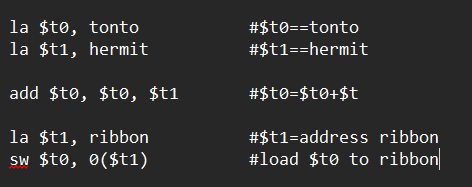 la $t0, tonto #$t0==tonto
la $t1, hermit #$t1==hermit
add $t0, $t0, $t1 #$t0=$t0+$t
la $t1, ribbon #$t1=address ribbon
sw $t0, 0($t1) #load $t0 to ribbon